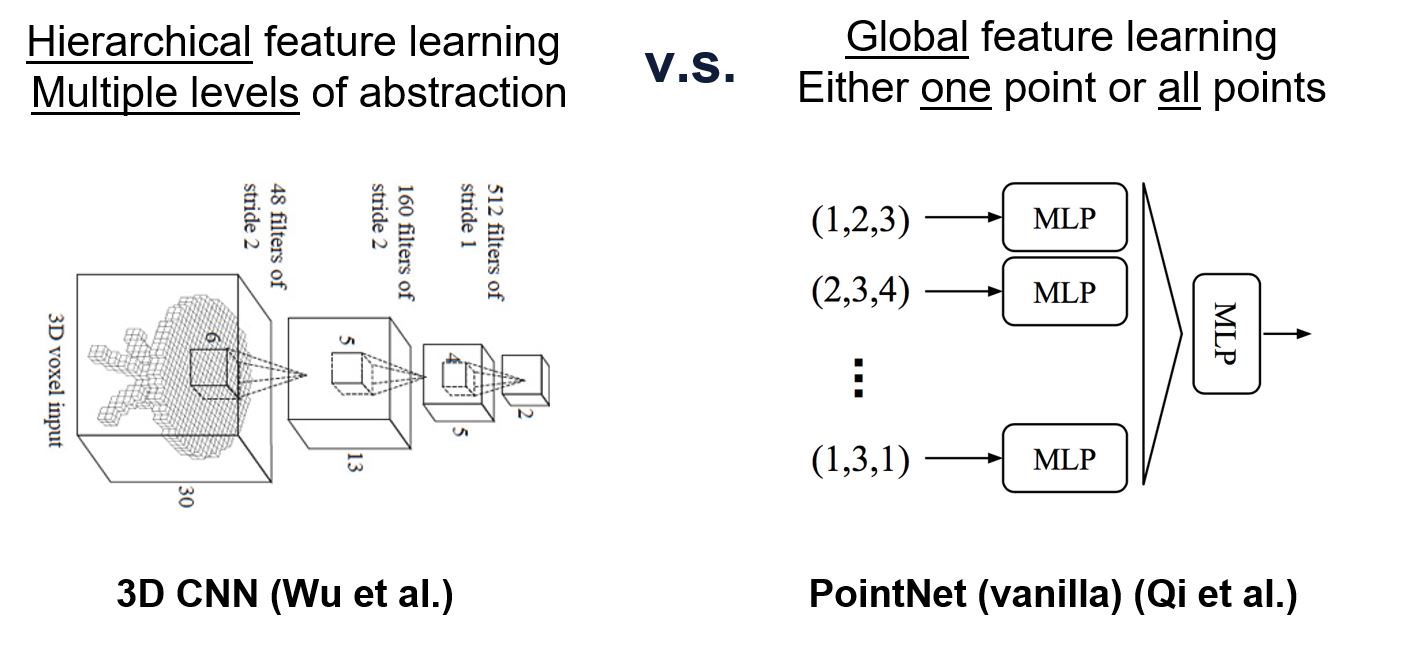 Hierarchical feature learning
Multiple levels of abstraction
v.s.
Global feature learning
Either one point or all points
48 filters of
stride 2
160 filters of
stride 2
512 filters of
stride 1
3D voxel input
6
30
5
13
4
5
2
(1,2,3)
MLP
(2,3,4)
MLP
⋮
(1,3,1)
MLP
MLP
3D CNN (Wu et al.)
PointNet (vanilla) (Qi et al.)